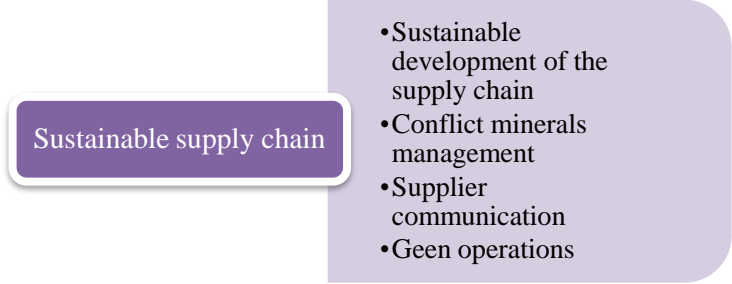 Sustainable supply chain
•Sustainable
development of the
supply chain
•Conflict minerals
management
•Supplier
communication
•Geen operations